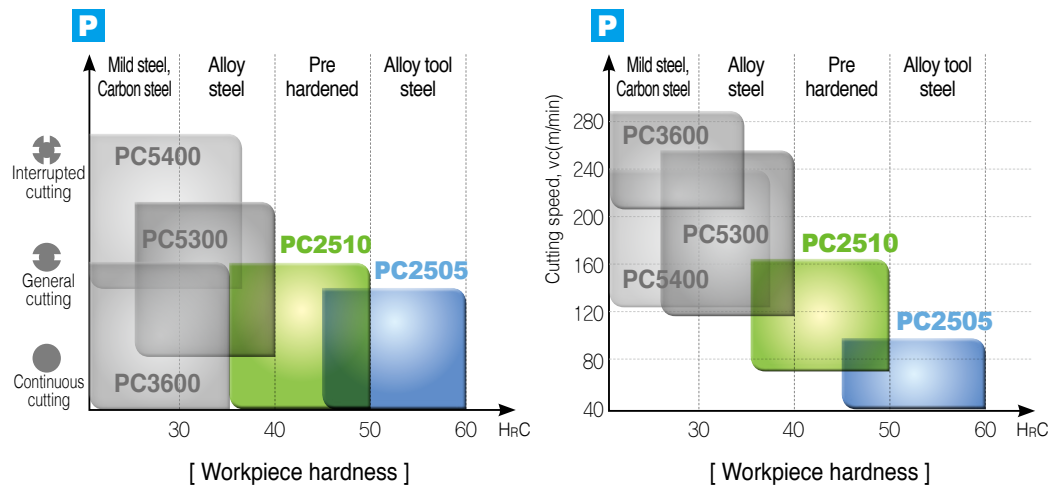 P
Mild steel,
Carbon steel
Alloy
steel
Pre
hardened
Alloy tool
steel
Interrupted
cutting
General
cutting
Continuous
cutting
PC5400
PC5300
PC2510
PC2505
PC3600
30
40
50
60
HRC
[ Workpiece hardness ]
P
Mild steel,
Carbon steel
Alloy
steel
Pre
hardened
Alloy tool
steel
Cutting speed, vc(m/min)
280
240
200
160
120
80
40
PC3600
PC5300
PC5400
PC2510
PC2505
30
40
50
60
HRC
[ Workpiece hardness ]